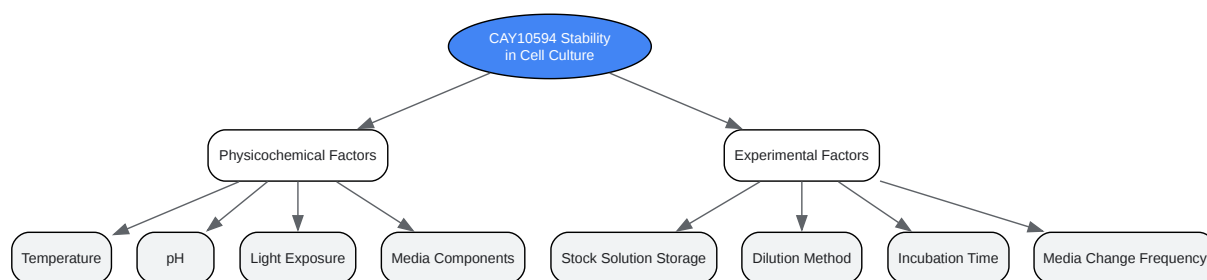 CAY10594 Stability
in Cell Culture
Physicochemical Factors
Experimental Factors
Temperature
pH
Light Exposure
Media Components
Stock Solution Storage
Dilution Method
Incubation Time
Media Change Frequency